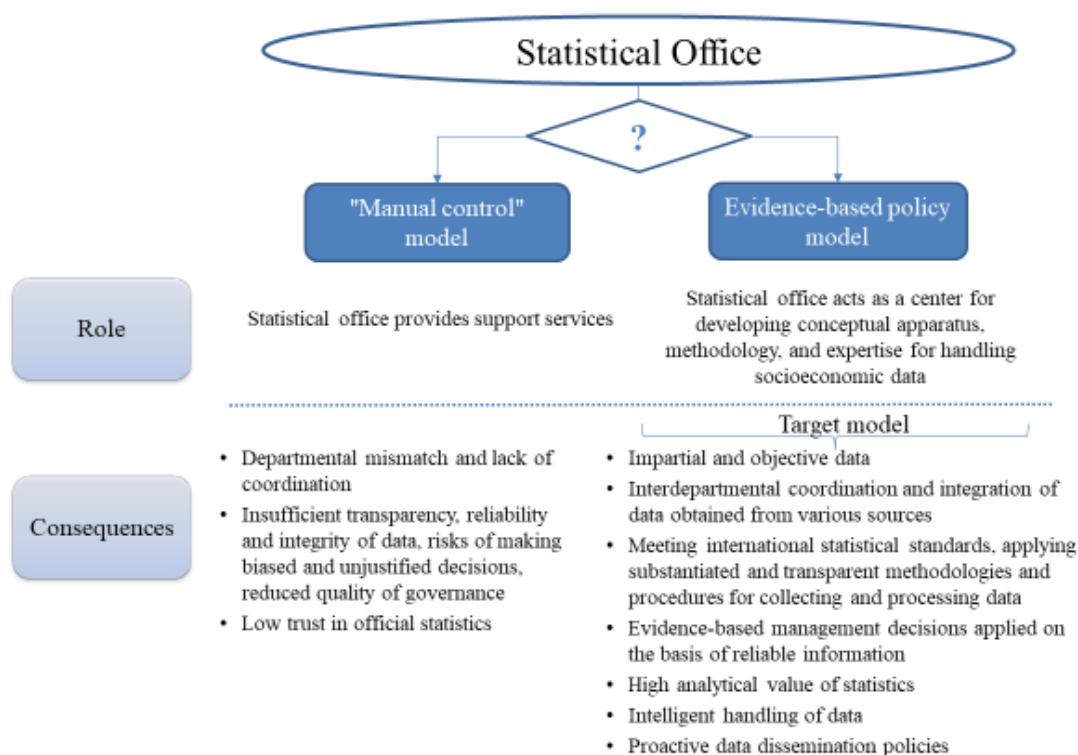 Statistical Office
?
"Manual control"
model
Evidence-based policy
model
Role
Statistical office provides support services
Statistical office acts as a center for
developing conceptual apparatus,
methodology, and expertise for handling
socioeconomic data
Target model
Consequences
• Departmental mismatch and lack of
coordination
• Insufficient transparency, reliability
and integrity of data, risks of making
biased and unjustified decisions,
reduced quality of governance
• Low trust in official statistics
• Impartial and objective data
• Interdepartmental coordination and integration of
data obtained from various sources
• Meeting international statistical standards, applying
substantiated and transparent methodologies and
procedures for collecting and processing data
• Evidence-based management decisions applied on
the basis of reliable information
• High analytical value of statistics
• Intelligent handling of data
• Proactive data dissemination policies